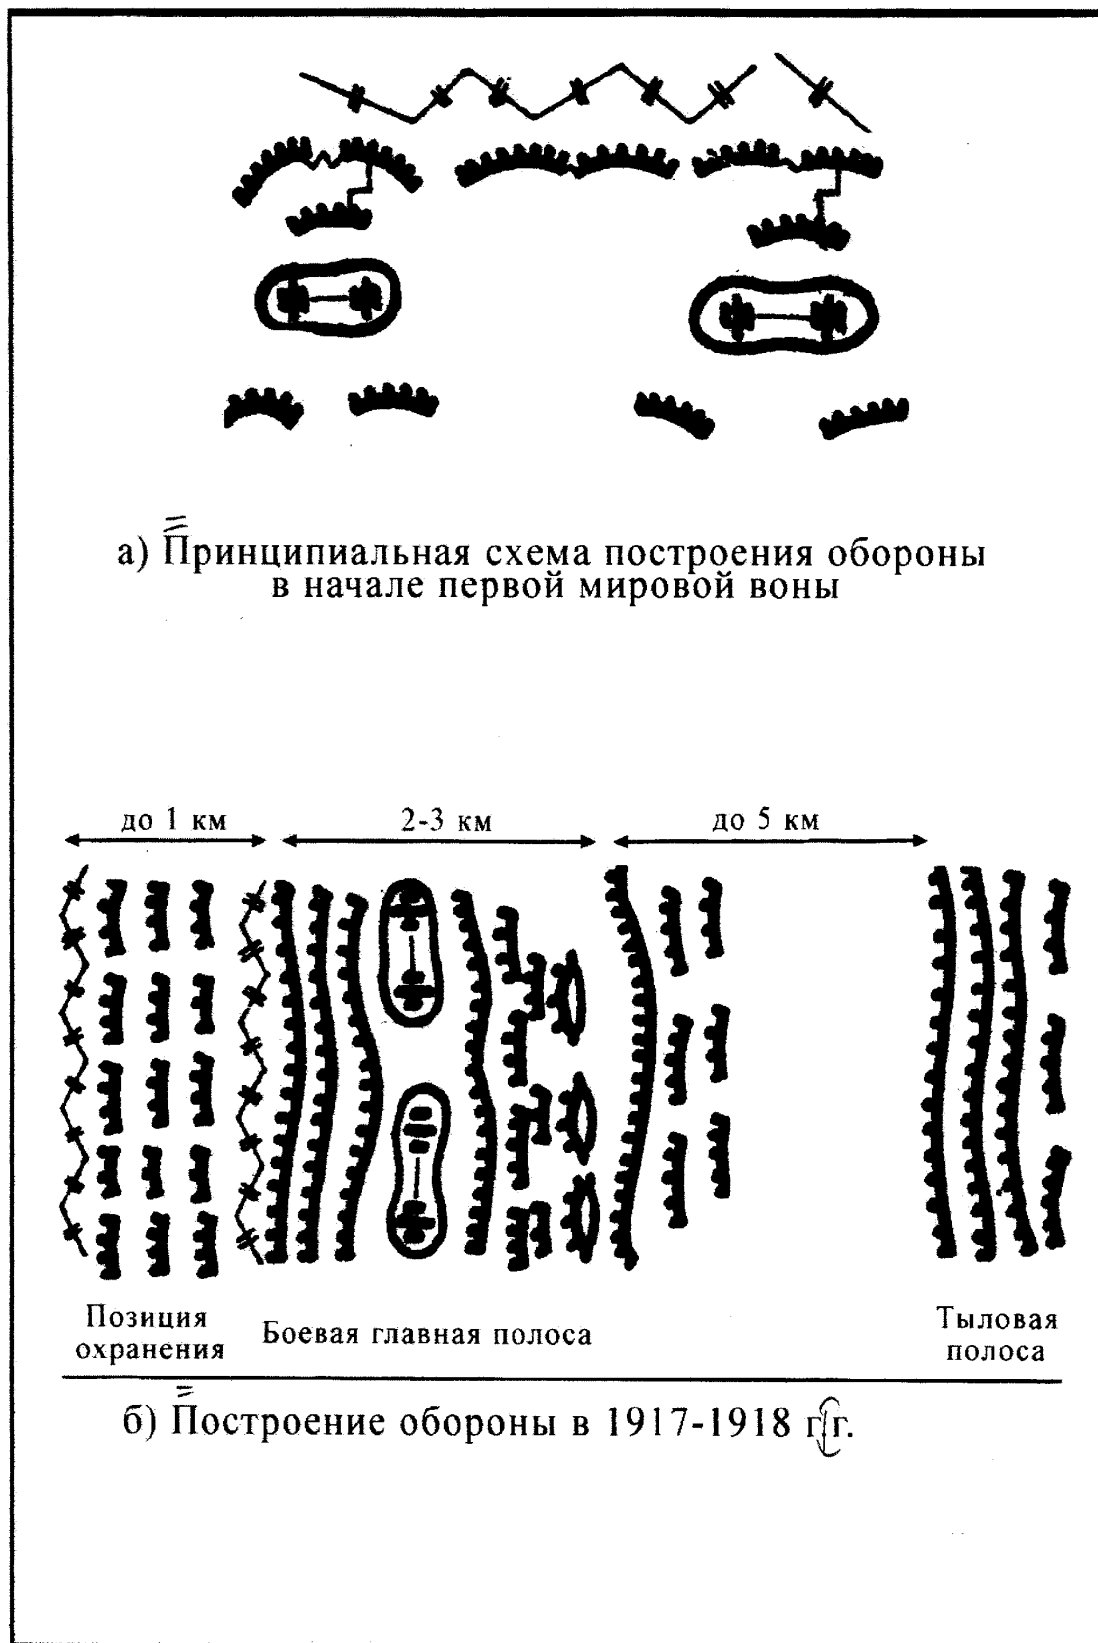 а) Принципиальная схема построения обороны
в начале первой мировой воны
до 1 км
2-3 км
до 5 км
Позиция
охранения
Боевая главная полоса
Тыловая
полоса
б) Построение обороны в 1917-1918 гг.